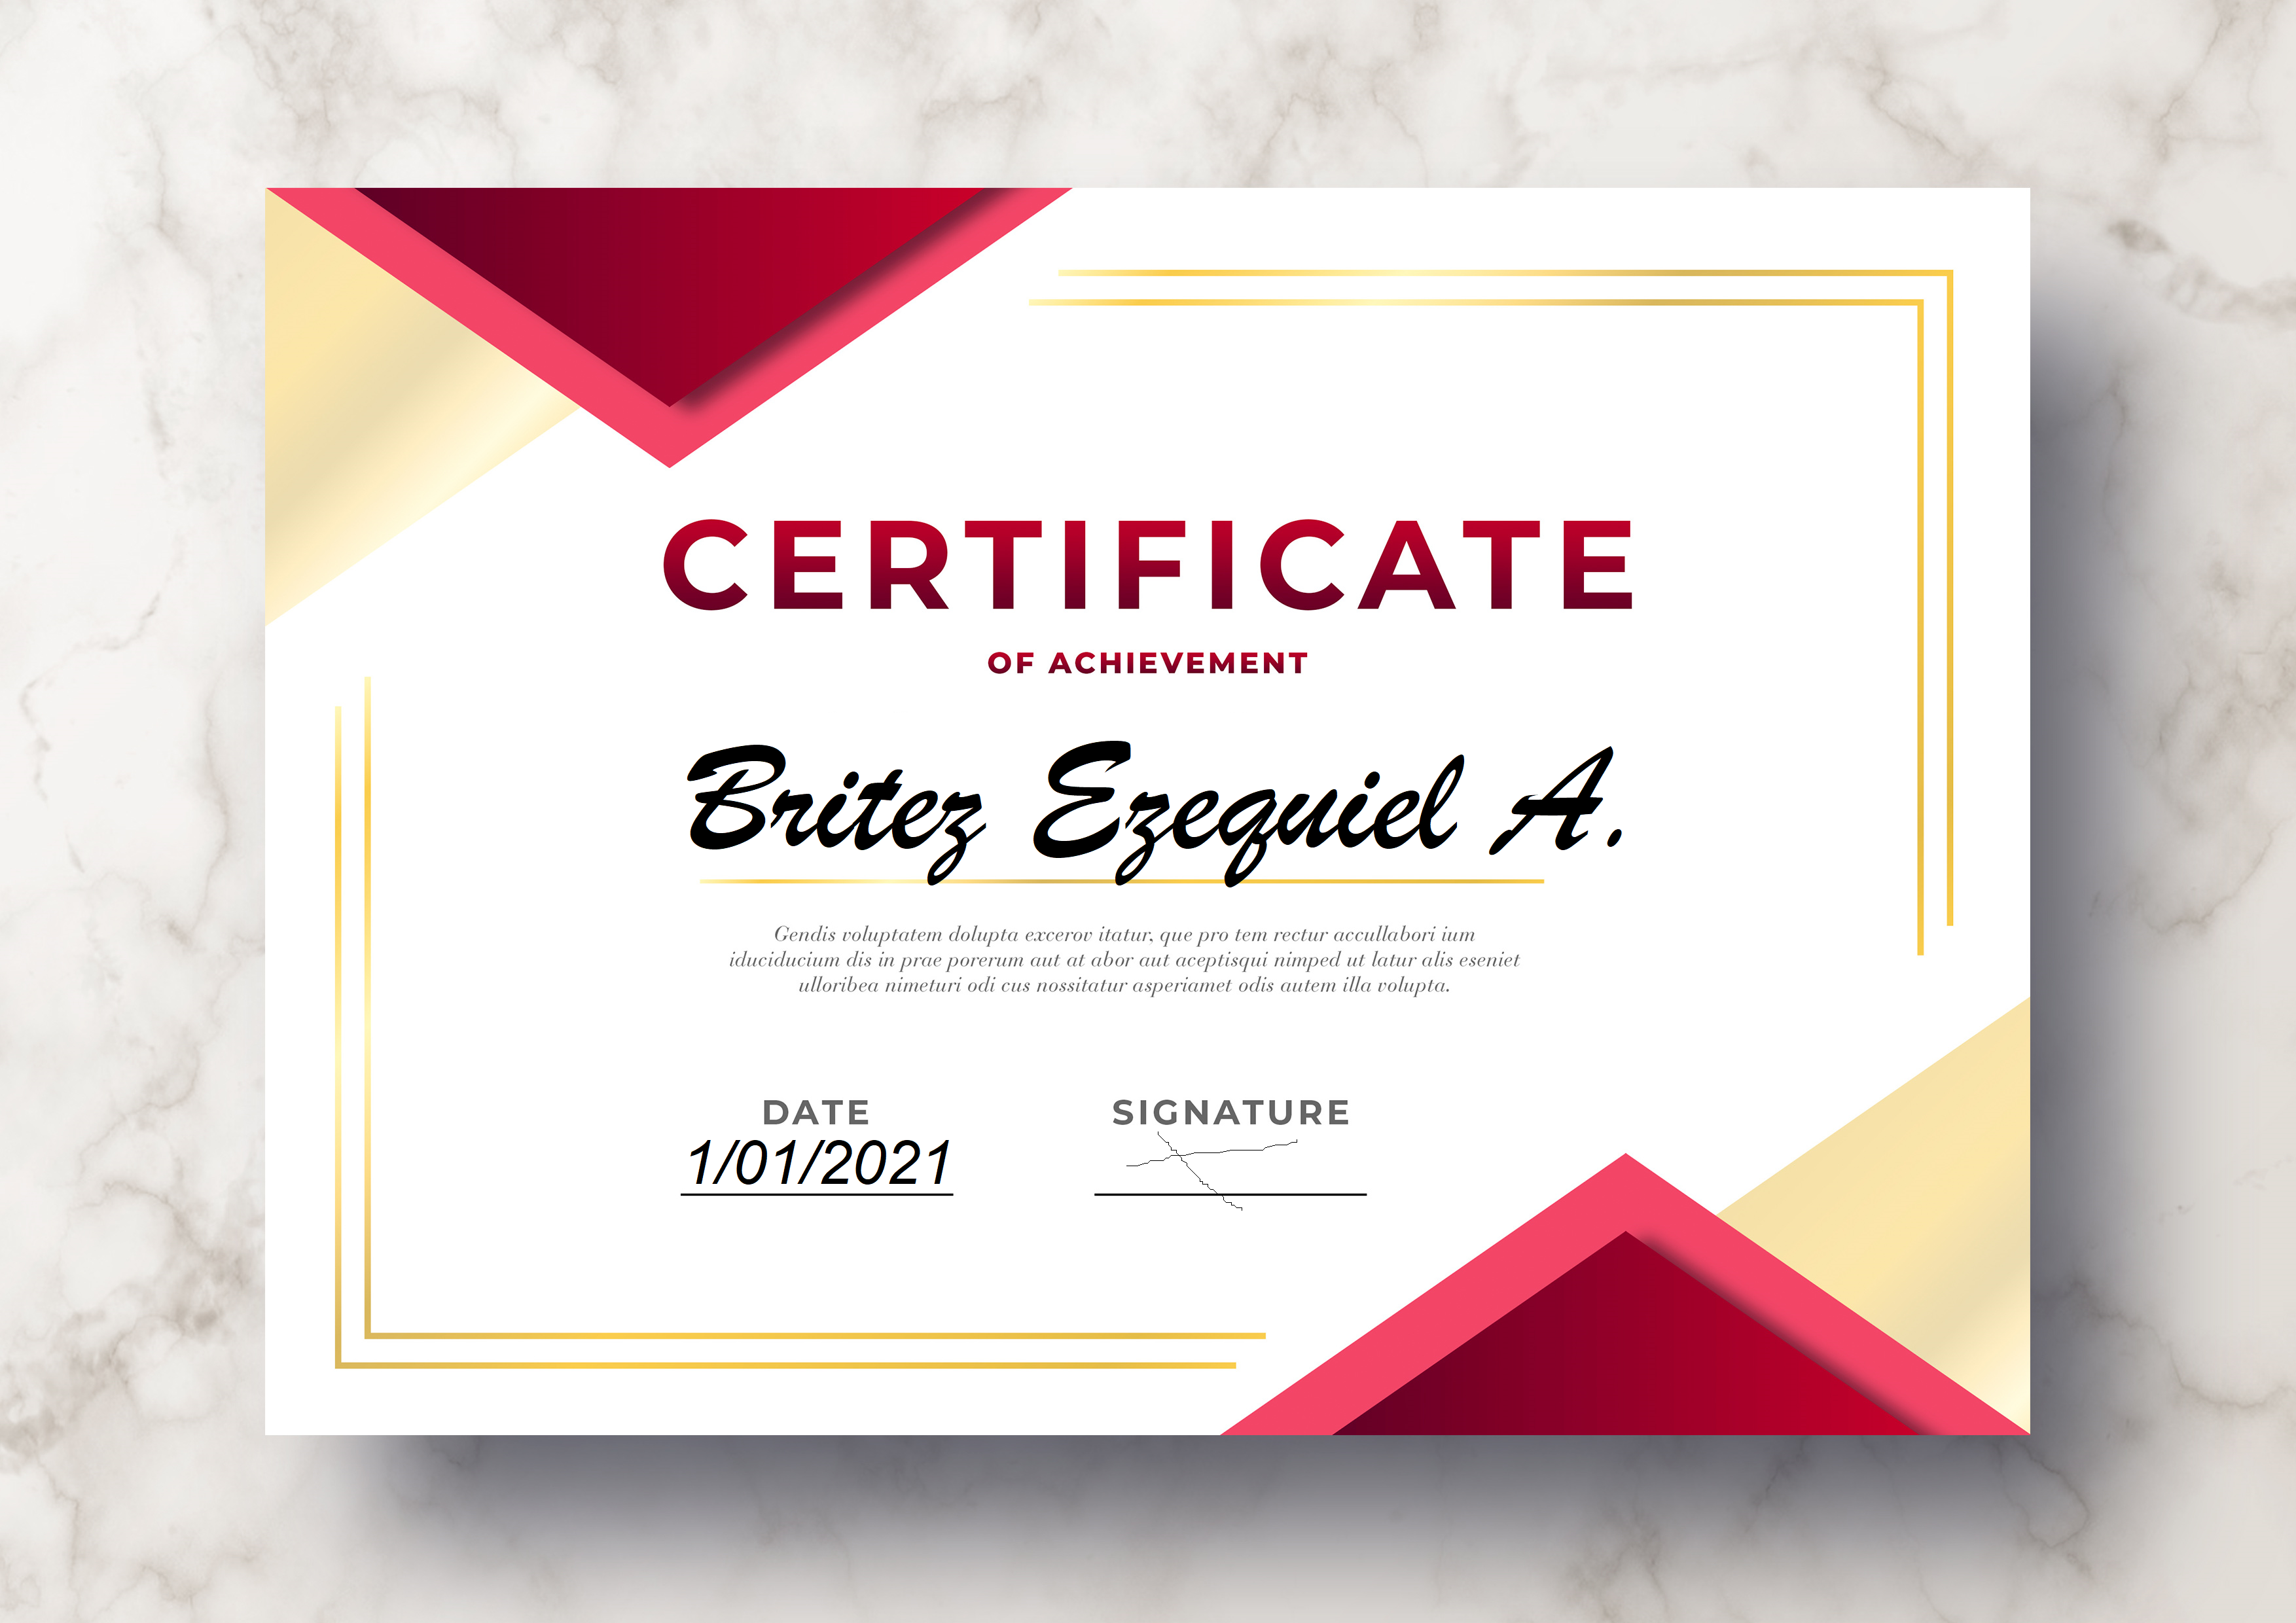 CERTIFICATE
OF ACHIEVEMENT
Britez Ezequiel A.
Gendis voluptatem dolupta excerov itatur, que pro tem rectur accullabori ium
iduciducium dis in prae porerum aut at abor aut aceptisqui nimped ut latur alis eseniet
ulloribea nimeturi odi cus nossitatur asperiamet odis autem illa volupta.
DATE SIGNATURE
1/01/2021